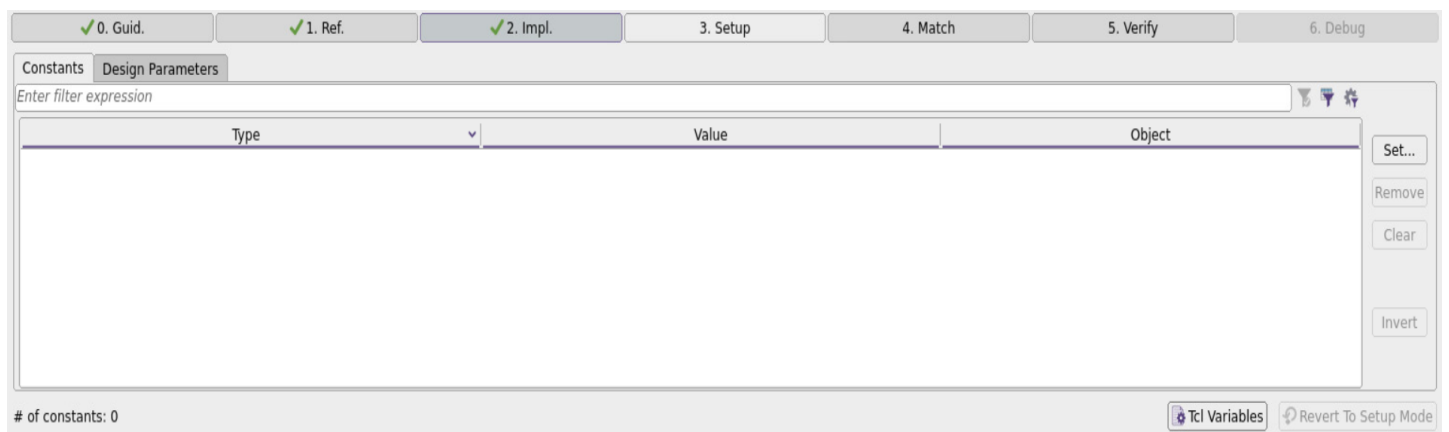 0. Guid. 1. Ref. 2. Impl. 3. Setup 4. Match 5. Verify 6. Debug
Constants Design Parameters
Enter filter expression
Type Value Object
Set...
Remove
Clear
Invert
# of constants: 0 Tcl Variables Revert To Setup Mode